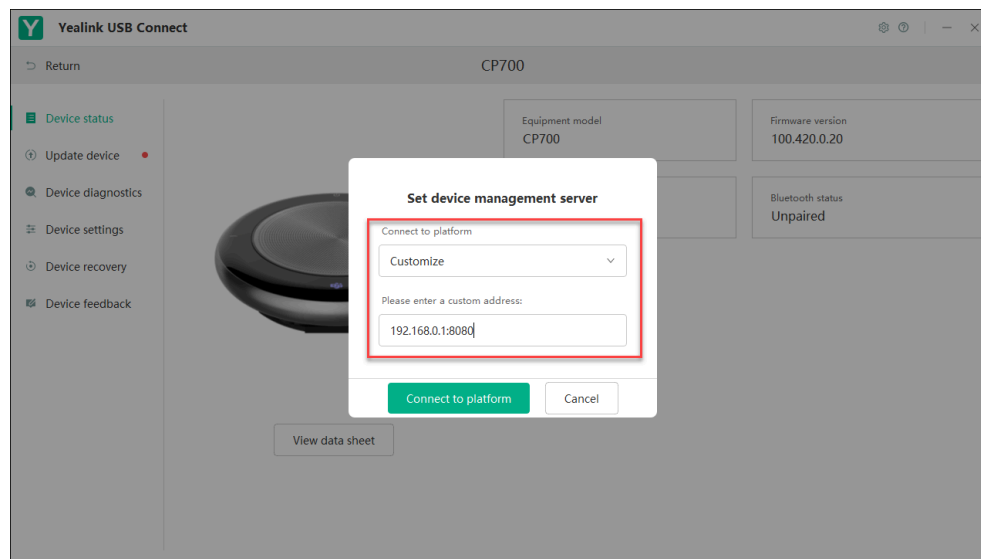 Yealink USB Connect
Return
CP700
Device status
Update device
Device diagnostics
Device settings
Device recovery
Device feedback
Equipment model
CP700
Firmware version
100.420.0.20
Bluetooth status
Unpaired
Set device management server
Connect to platform
Customize
Please enter a custom address:
192.168.0.1:8080
Connect to platform
Cancel
View data sheet